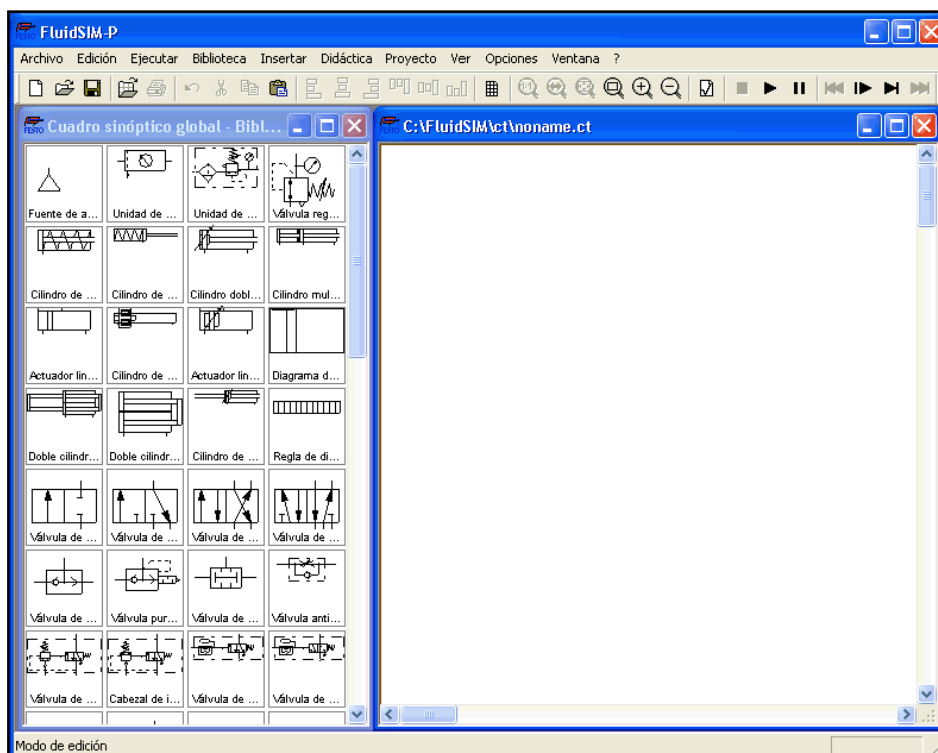 FluidSIM-P
Archivo Edición Ejecutar Biblioteca Insertar Didáctica Proyecto Ver Opciones Ventana ?
Cuadro sinóptico global - Bibl...
C:\FluidSIM\ct\noname.ct
Fuente de a... Unidad de ... Unidad de ... Válvula reg...
Cilindro de ... Cilindro de ... Cilindro dobl... Cilindro mul...
Actuador lin... Cilindro de ... Actuador lin... Diagrama d...
Doble cilindr... Doble cilindr... Cilindro de ... Regla de di...
Válvula de ... Válvula de ... Válvula de ... Válvula de ...
Válvula de ... Válvula pur... Válvula de ... Válvula anti...
Válvula de ... Cabezal de i... Válvula de ... Válvula de ...
Modo de edición